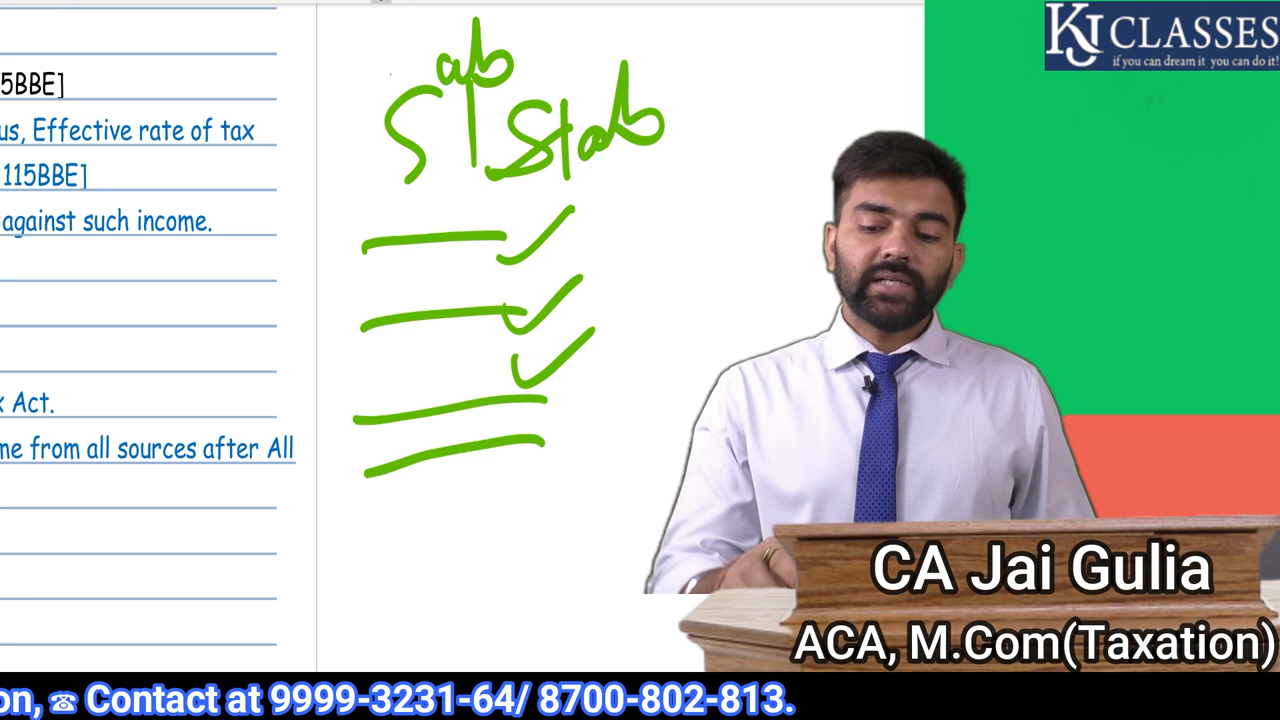 5BBE]
us, Effective rate of tax
115BBE]
against such income.
x Act.
me from all sources after All
KJ CLASSES
if you can dream it you can do it!
CA Jai Gulia
ACA, M.Com(Taxation)
on, ☎ Contact at 9999-3231-64/ 8700-802-813.